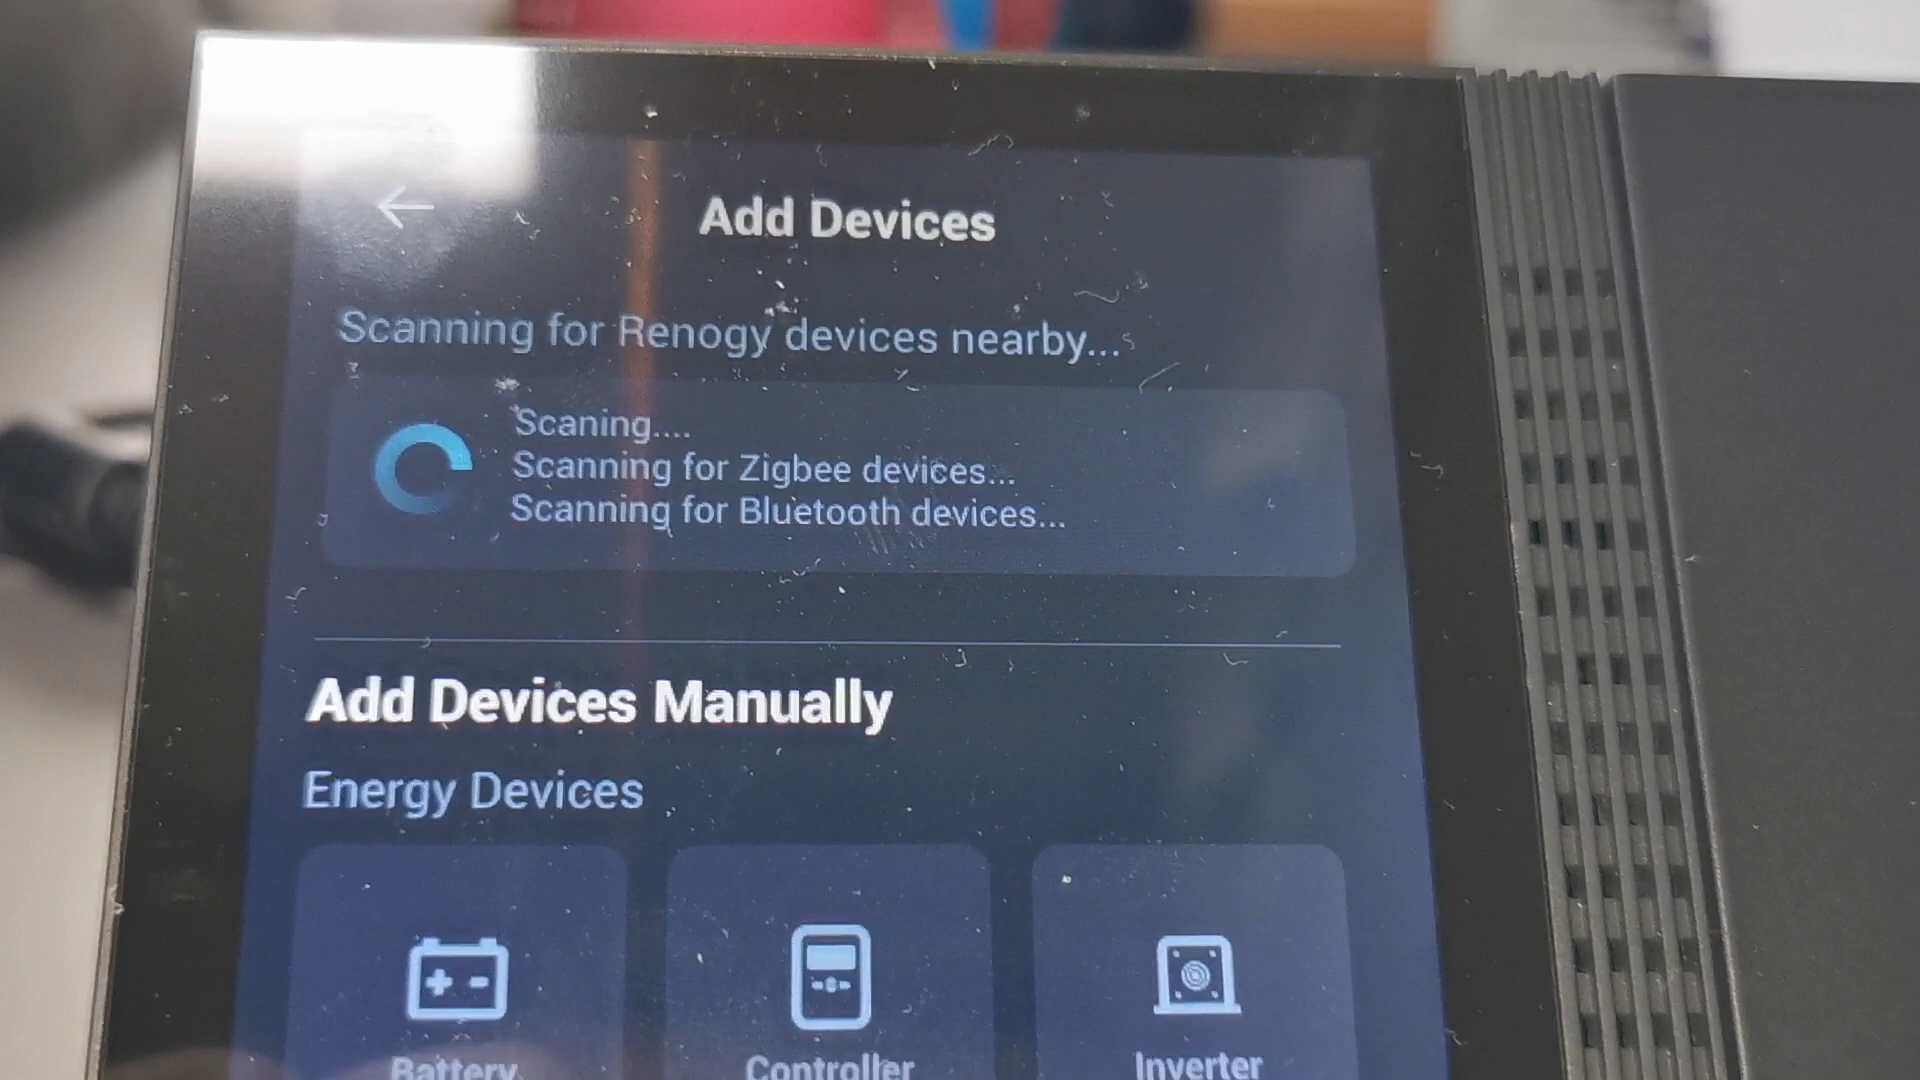 Add Devices
Scanning for Renogy devices nearby...
Scaning....
Scanning for Zigbee devices...
Scanning for Bluetooth devices...
Add Devices Manually
Energy Devices
Battery
Controller
Inverter